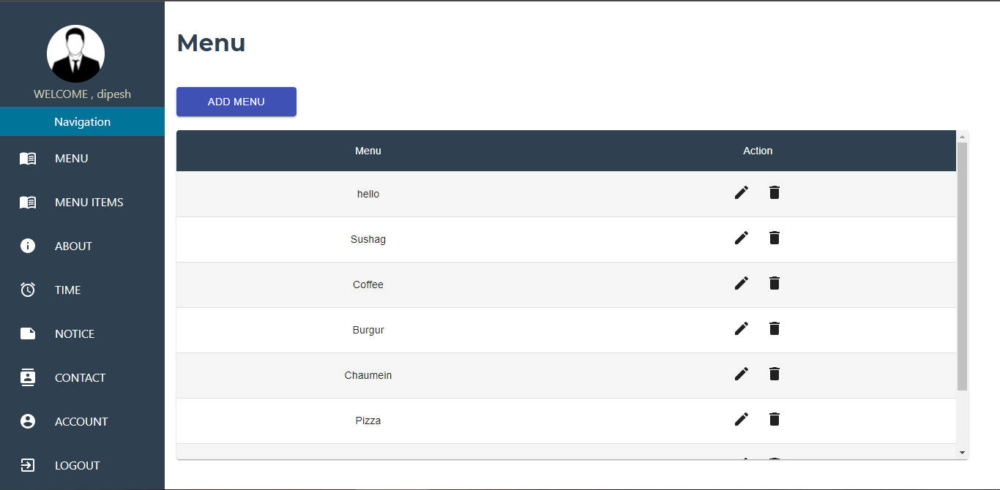 WELCOME , dipesh
Navigation
MENU
MENU ITEMS
ABOUT
TIME
NOTICE
CONTACT
ACCOUNT
LOGOUT
Menu
ADD MENU
Menu Action
hello
Sushag
Coffee
Burgur
Chaumein
Pizza